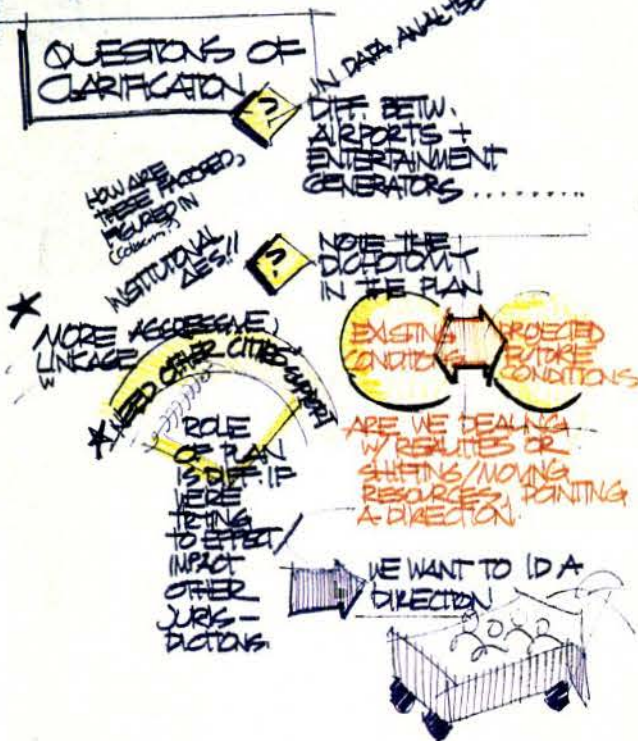 QUESTIONS OF
CLARIFICATION
?
IN DATA ANALYSIS
DIFF. BETW.
AIRPORTS +
ENTERTAINMENT
GENERATORS ..........
HOW ARE
THESE FACTORED,
FIGURED IN
INSTITUTIONAL
?
NOTE THE
DICHOTOMY
IN THE PLAN
EXISTING
CONDITIONS
PROJECTED
FUTURE
CONDITIONS
ARE WE DEALING
W/ REALITIES OR
SHIFTING/MOVING
RESOURCES, POINTING
A DIRECTION.
MORE AGGRESSIVE,
LINKAGE
W
NEED OTHER CITIES SUPPORT
ROLE
OF PLAN
IS DIFF. IF
WERE
TRYING
TO EFFECT/
IMPACT
OTHER
JURIS-
DICTIONS.
WE WANT TO ID A
DIRECTION